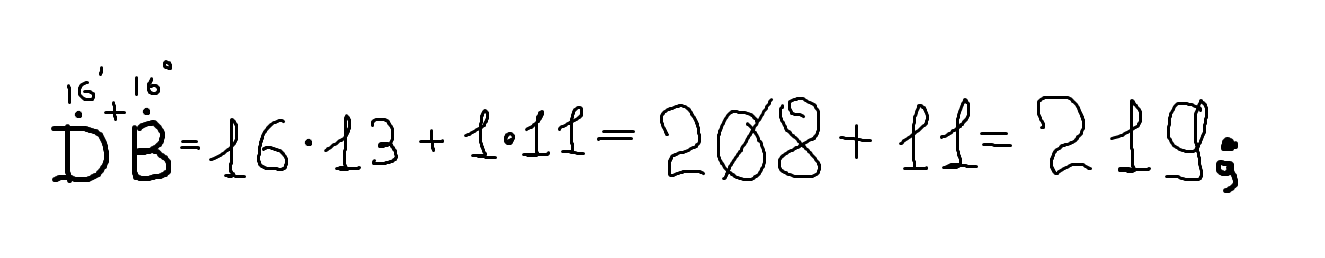 16¹ + 16⁰
DB = 16 · 13 + 1 · 11 = 208 + 11 = 219;